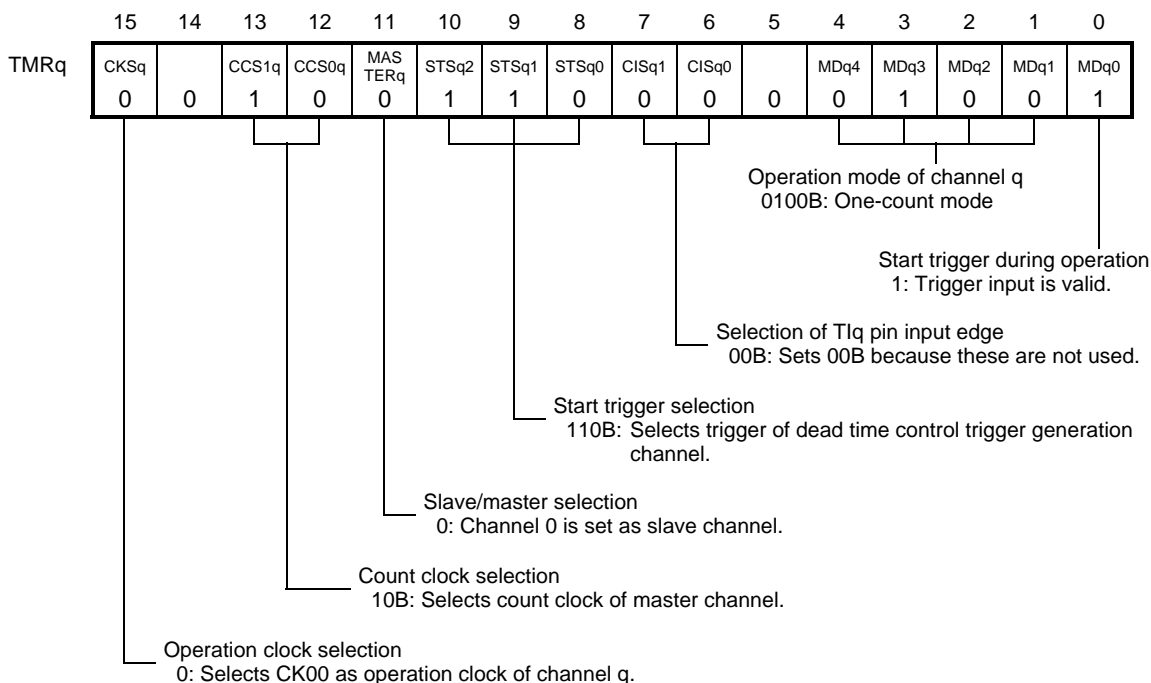 15 14 13 12 11 10 9 8 7 6 5 4 3 2 1 0
TMRq CKSq CCS1q CCS0q MAS TERq STSq2 STSq1 STSq0 CISq1 CISq0 MDq4 MDq3 MDq2 MDq1 MDq0
0 0 1 0 0 1 1 0 0 0 0 0 1 0 0 1
Operation mode of channel q
0100B: One-count mode
Start trigger during operation
1: Trigger input is valid.
Selection of TIq pin input edge
00B: Sets 00B because these are not used.
Start trigger selection
110B: Selects trigger of dead time control trigger generation
channel.
Slave/master selection
0: Channel 0 is set as slave channel.
Count clock selection
10B: Selects count clock of master channel.
Operation clock selection
0: Selects CK00 as operation clock of channel q.